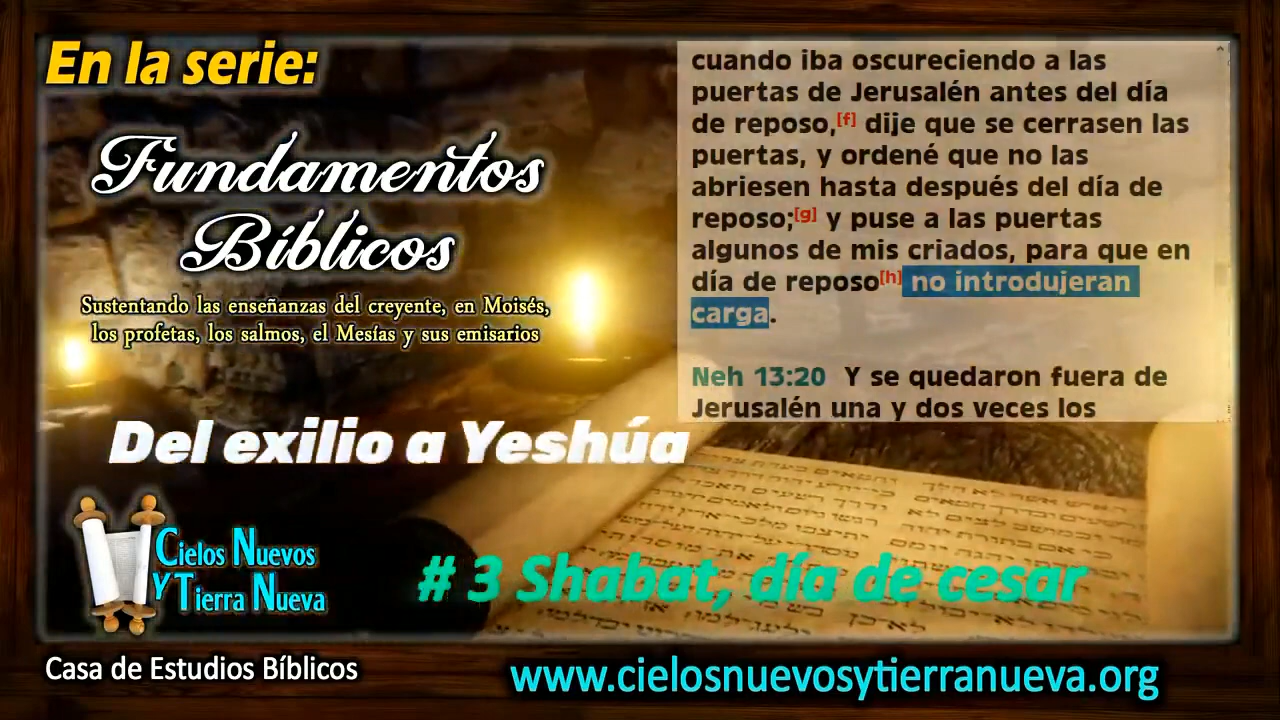 En la serie:
Fundamentos
Bíblicos
Sustentando las enseñanzas del creyente, en Moisés,
los profetas, los salmos, el Mesías y sus emisarios
Del exilio a Yeshúa
cuando iba oscureciendo a las
puertas de Jerusalén antes del día
de reposo,[f] dije que se cerrasen las
puertas, y ordené que no las
abriesen hasta después del día de
reposo;[g] y puse a las puertas
algunos de mis criados, para que en
día de reposo[h] no introdujeran
carga.
Neh 13:20 Y se quedaron fuera de
Jerusalén una y dos veces los
Cielos Nuevos
Y Tierra Nueva
# 3 Shabat, día de cesar
Casa de Estudios Bíblicos
www.cielosnuevosytierranueva.org